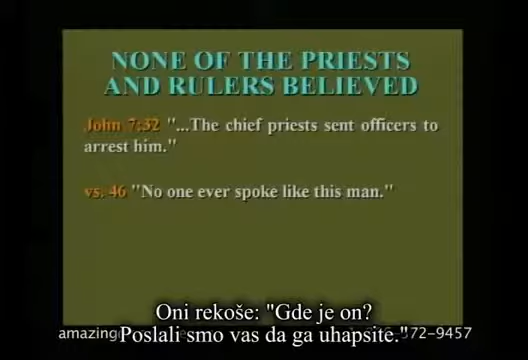 NONE OF THE PRIESTS
AND RULERS BELIEVED
John 7:32 "...The chief priests sent officers to
arrest him."
vs. 46 "No one ever spoke like this man."
Oni rekoše: "Gde je on?
Poslali smo vas da ga uhapsite."
amazing
72-9457